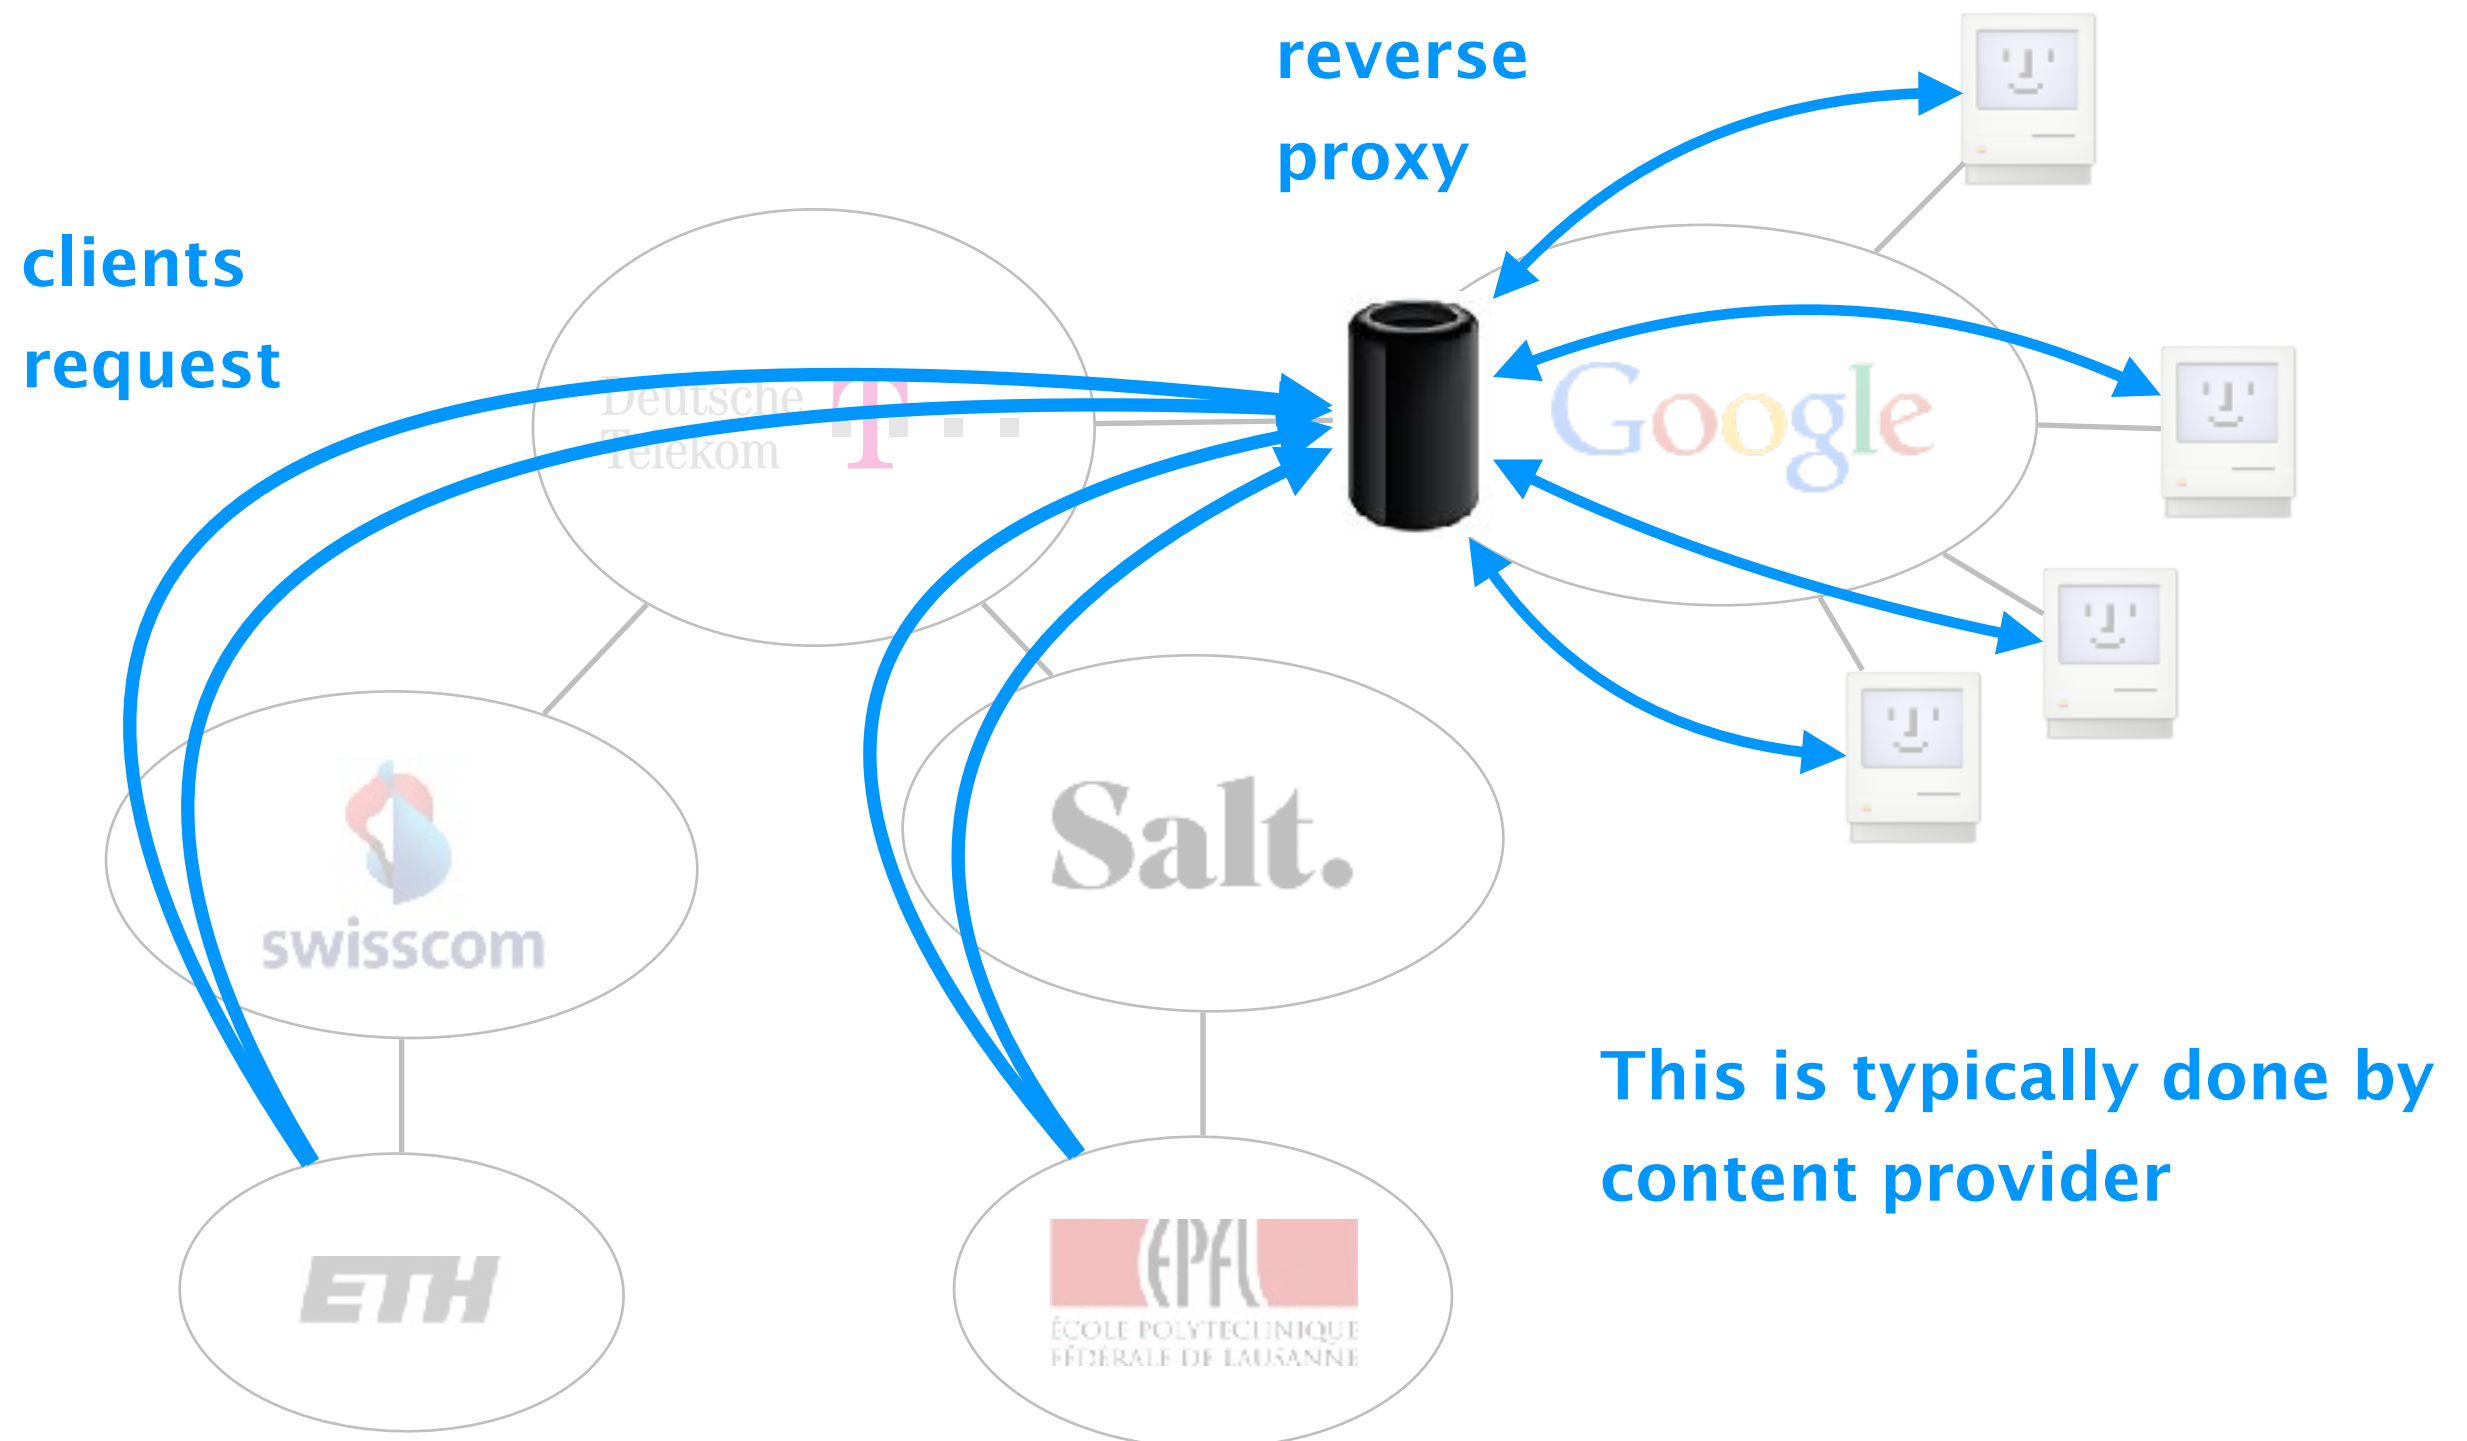 reverse
proxy
clients
request
Deutsche
Telekom
T
Google
Salt.
swisscom
This is typically done by
content provider
ETH
EPFL
ÉCOLE POLYTECHNIQUE
FÉDÉRALE DE LAUSANNE